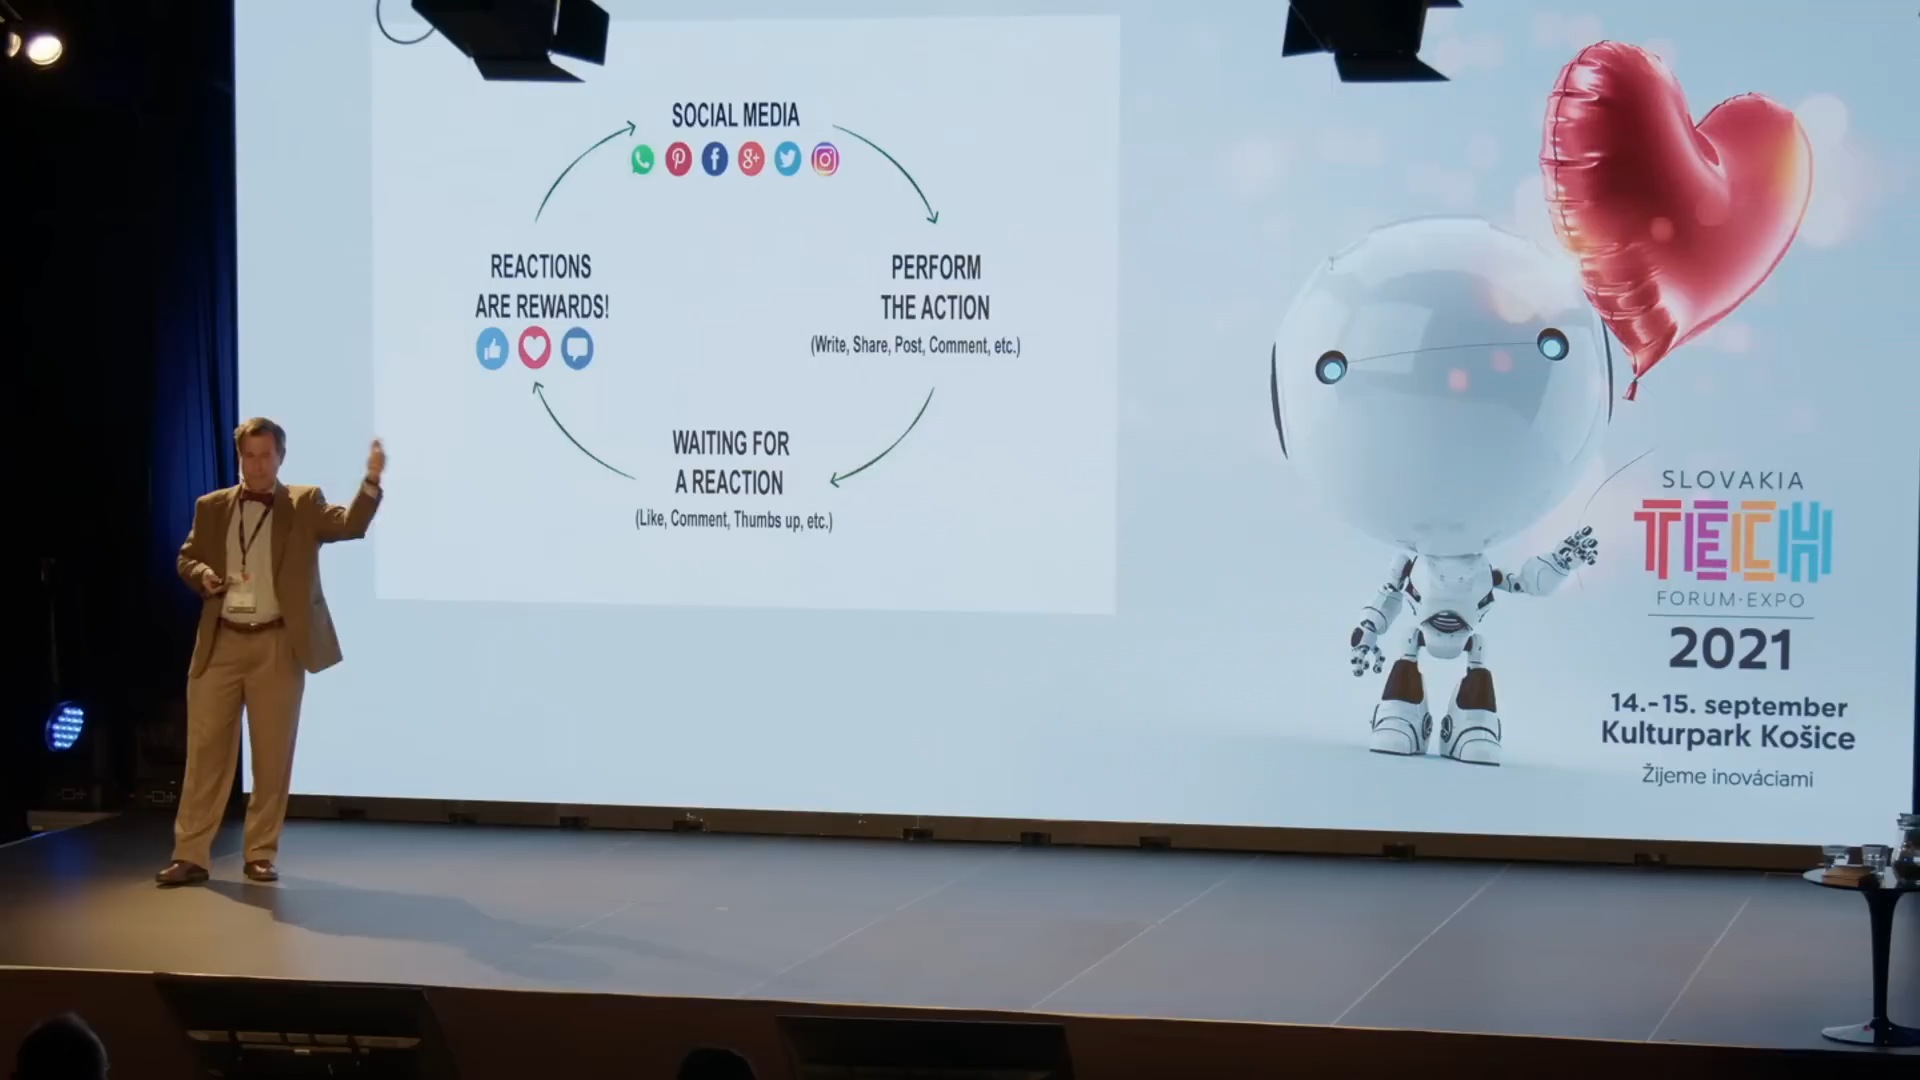 SOCIAL MEDIA
g+
REACTIONS
ARE REWARDS!
PERFORM
THE ACTION
(Write, Share, Post, Comment, etc.)
WAITING FOR
A REACTION
(Like, Comment, Thumbs up, etc.)
SLOVAKIA
TECH
FORUM·EXPO
2021
14.-15. september
Kulturpark Košice
Žijeme inováciami